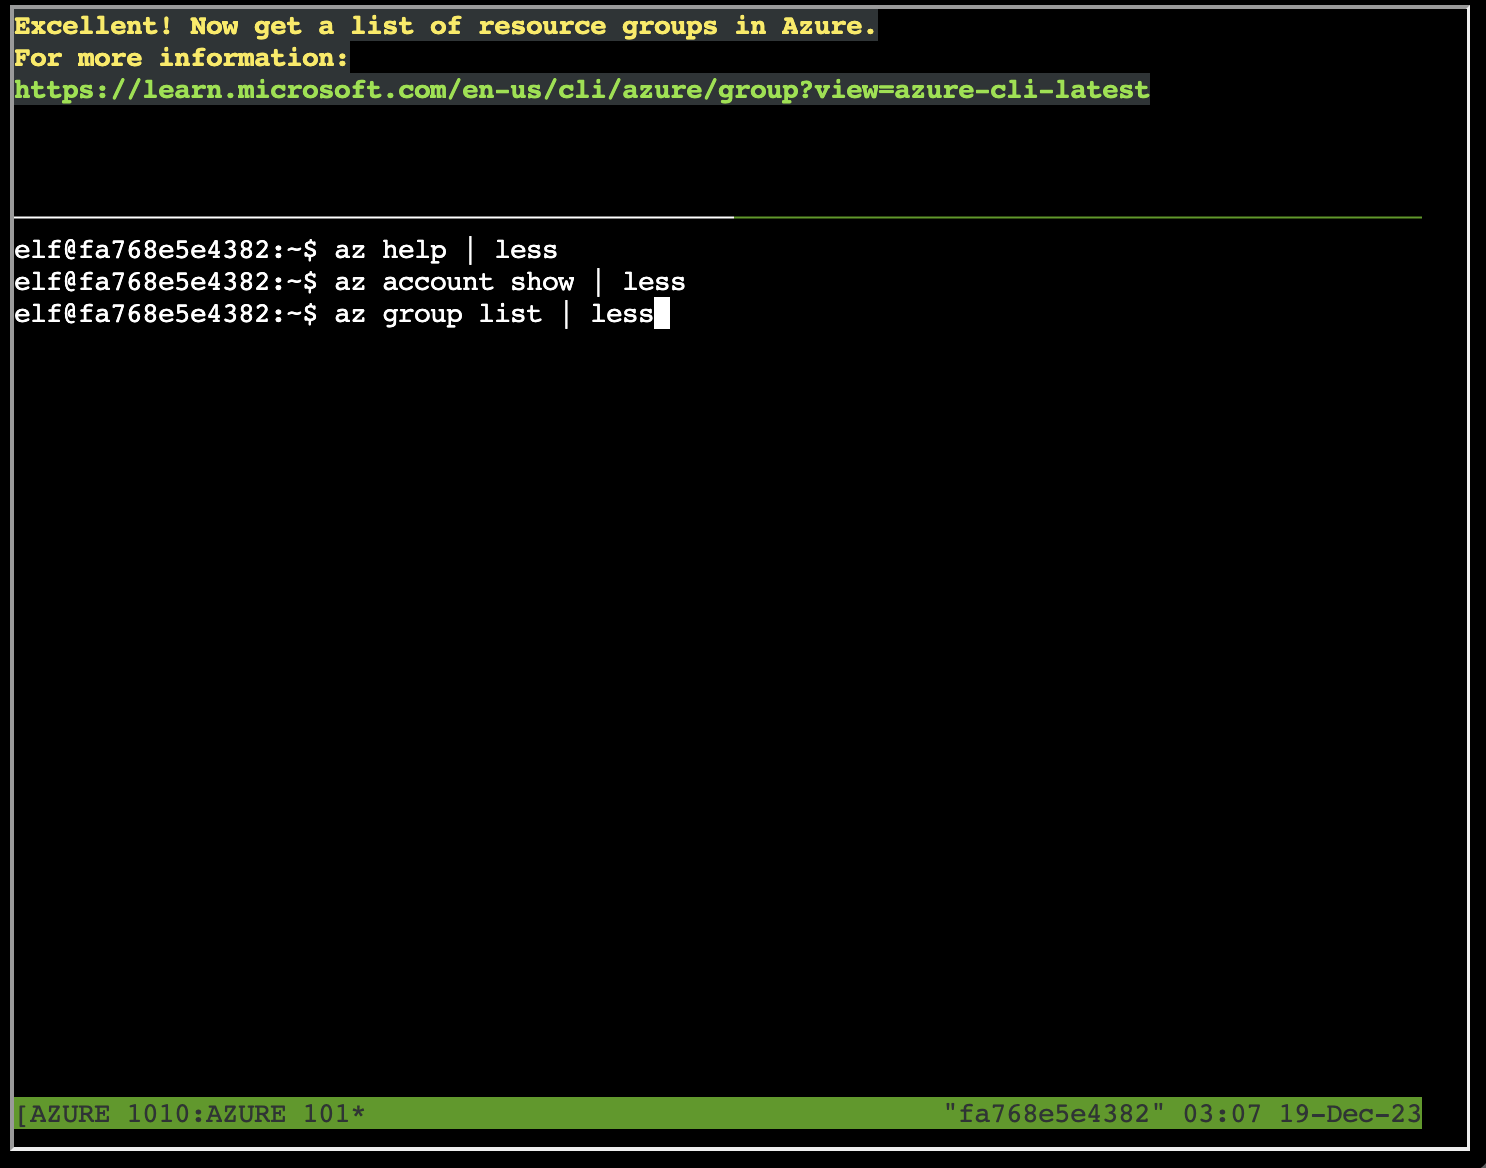 Excellent! Now get a list of resource groups in Azure.
For more information:
https://learn.microsoft.com/en-us/cli/azure/group?view=azure-cli-latest
elf@fa768e5e4382:~$ az help | less
elf@fa768e5e4382:~$ az account show | less
elf@fa768e5e4382:~$ az group list | less
[AZURE 1010:AZURE 101* "fa768e5e4382" 03:07 19-Dec-23